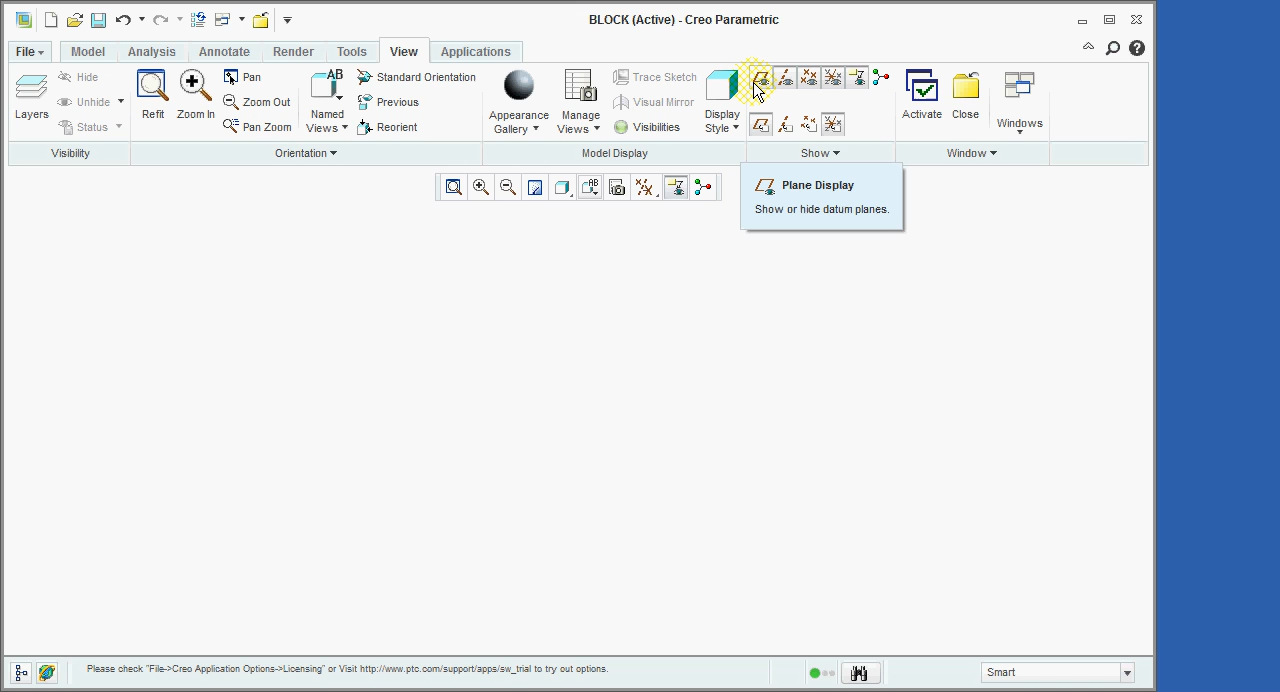 BLOCK (Active) - Creo Parametric
File Model Analysis Annotate Render Tools View Applications
Layers
Hide
Unhide
Status
Visibility
Refit
Zoom In
Pan
Zoom Out
Pan Zoom
AB
Named
Views
Standard Orientation
Previous
Reorient
Orientation
Appearance
Gallery
Manage
Views
Trace Sketch
Visual Mirror
Visibilities
Display
Style
Model Display
Show
Activate
Close
Windows
Window
AB
Plane Display
Show or hide datum planes.
Please check "File->Creo Application Options->Licensing" or Visit http://www.ptc.com/support/apps/sw_trial to try out options.
Smart